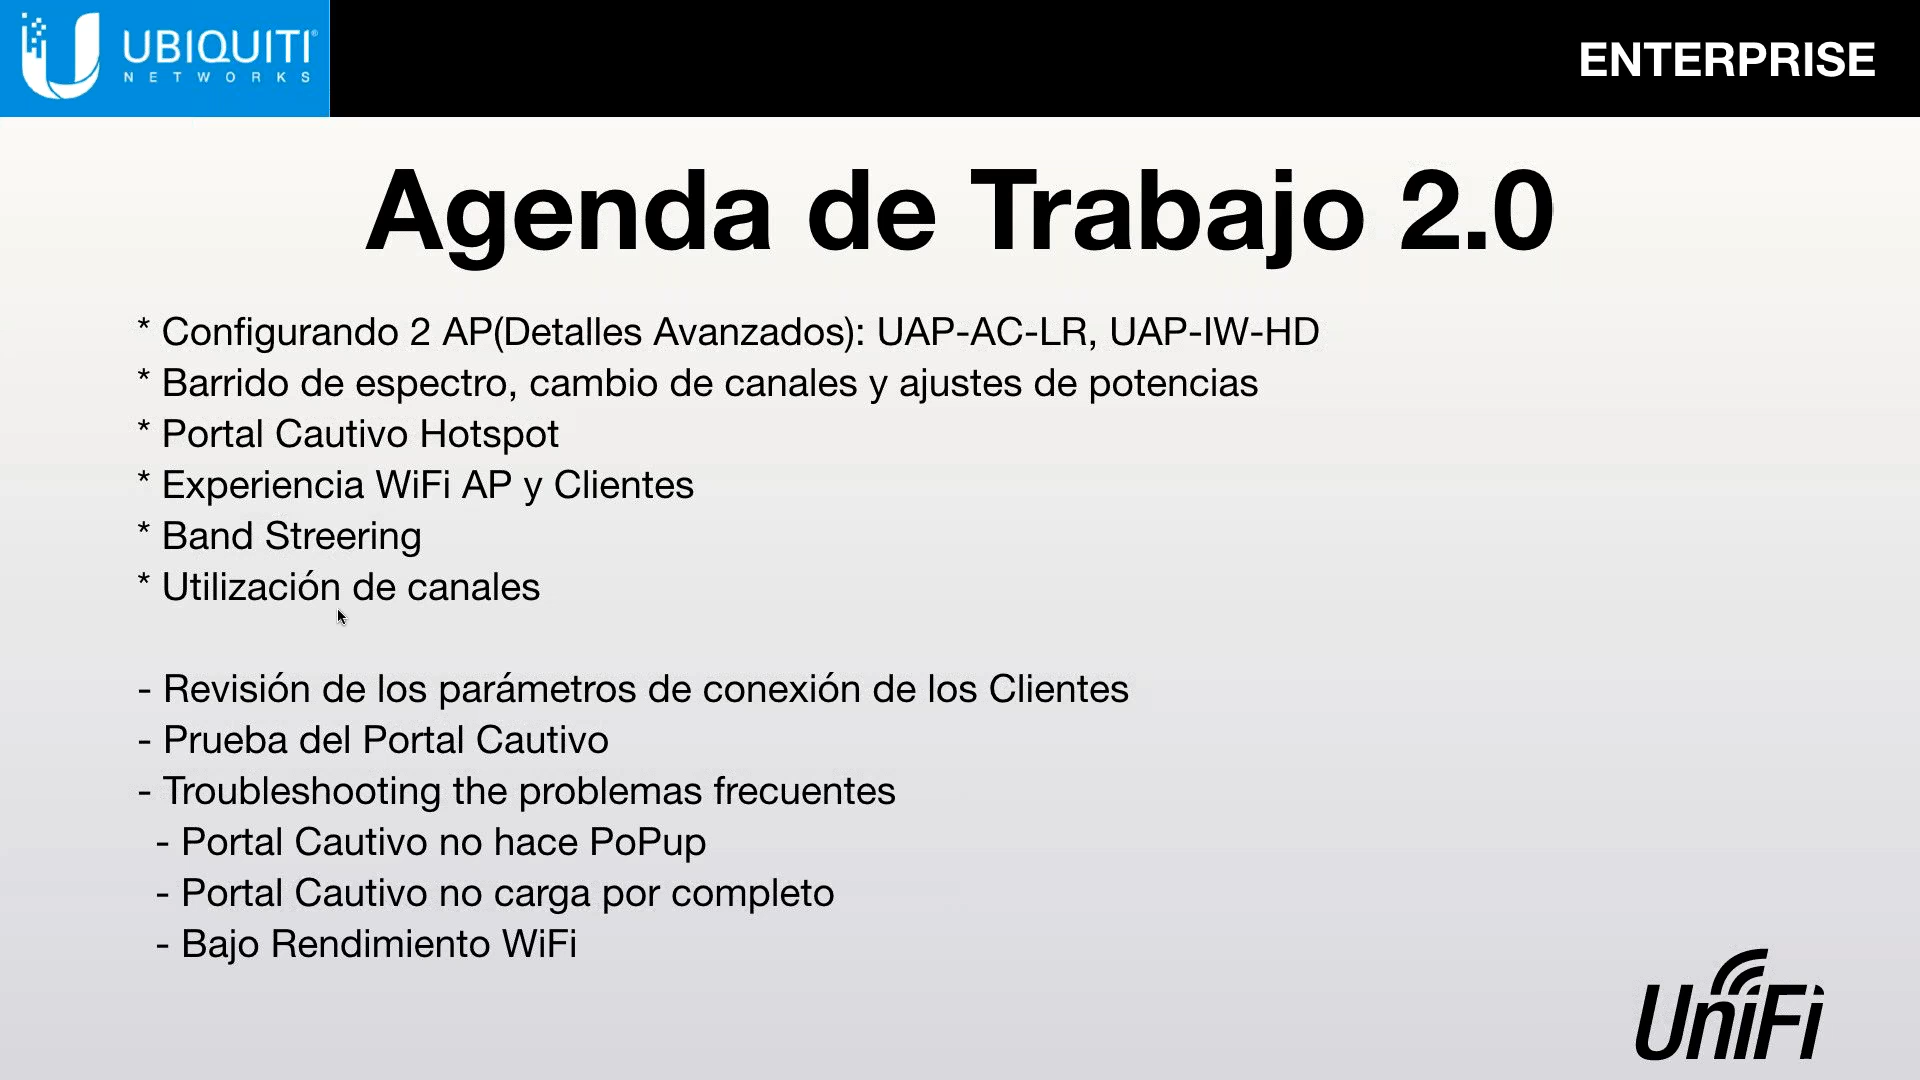 UBIQUITI®
NETWORKS
ENTERPRISE
Agenda de Trabajo 2.0
* Configurando 2 AP(Detalles Avanzados): UAP-AC-LR, UAP-IW-HD
* Barrido de espectro, cambio de canales y ajustes de potencias
* Portal Cautivo Hotspot
* Experiencia WiFi AP y Clientes
* Band Streering
* Utilización de canales
- Revisión de los parámetros de conexión de los Clientes
- Prueba del Portal Cautivo
- Troubleshooting the problemas frecuentes
- Portal Cautivo no hace PoPup
- Portal Cautivo no carga por completo
- Bajo Rendimiento WiFi
UniFi